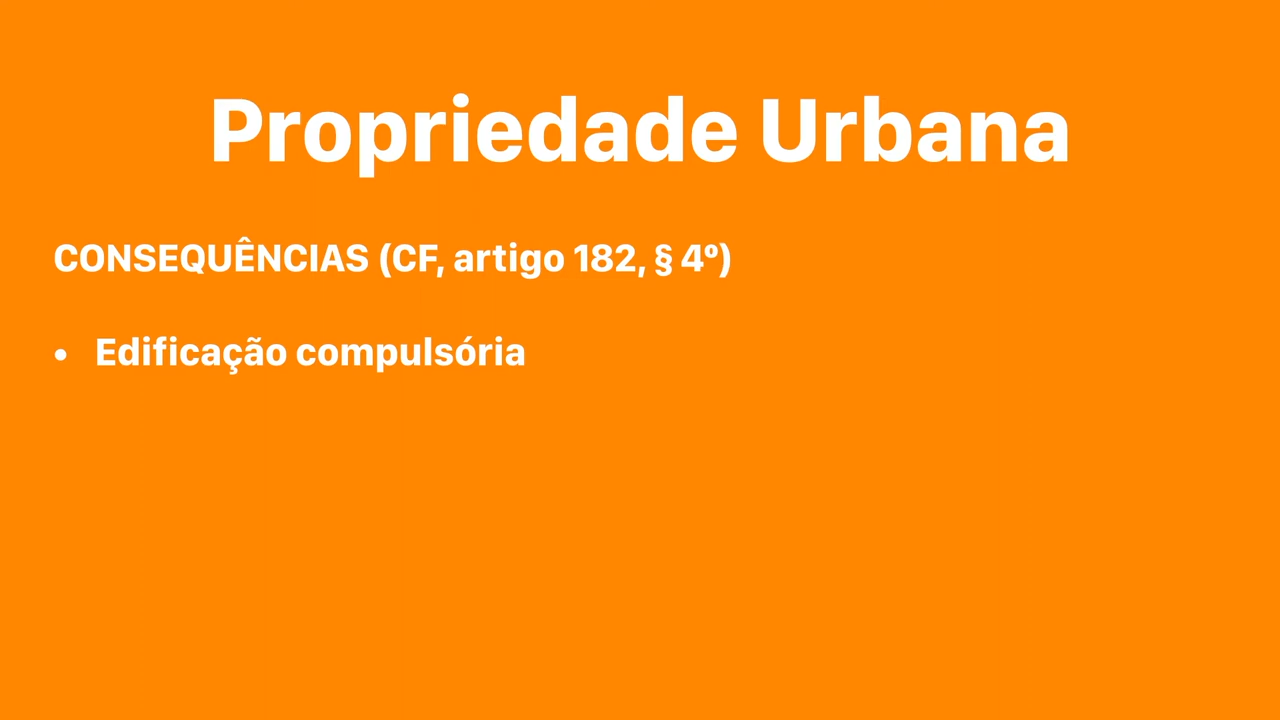 Propriedade Urbana
CONSEQUÊNCIAS (CF, artigo 182, § 4º)
• Edificação compulsória